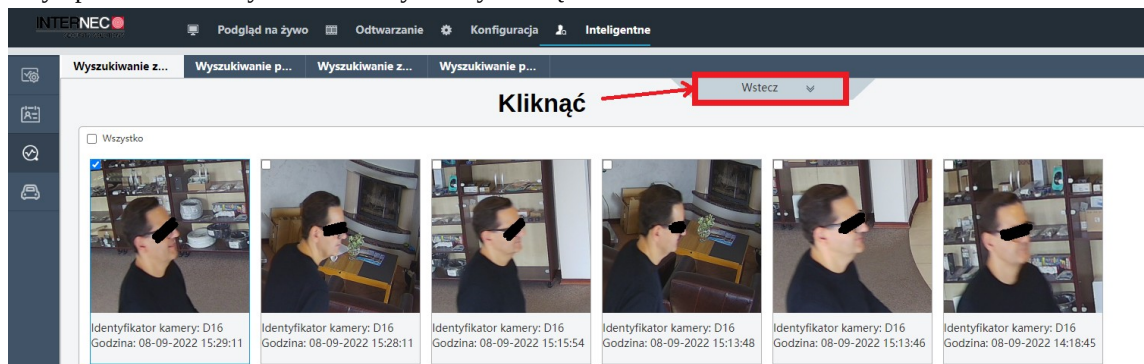 INTERNEC
Podgląd na żywo Odtwarzanie Konfiguracja Inteligentne
Wyszukiwanie z... Wyszukiwanie p... Wyszukiwanie z... Wyszukiwanie p...
Wstecz
Kliknąć
Wszystko
Identyfikator kamery: D16
Godzina: 08-09-2022 15:29:11
Identyfikator kamery: D16
Godzina: 08-09-2022 15:28:11
Identyfikator kamery: D16
Godzina: 08-09-2022 15:15:54
Identyfikator kamery: D16
Godzina: 08-09-2022 15:13:48
Identyfikator kamery: D16
Godzina: 08-09-2022 15:13:46
Identyfikator kamery: D16
Godzina: 08-09-2022 14:18:45